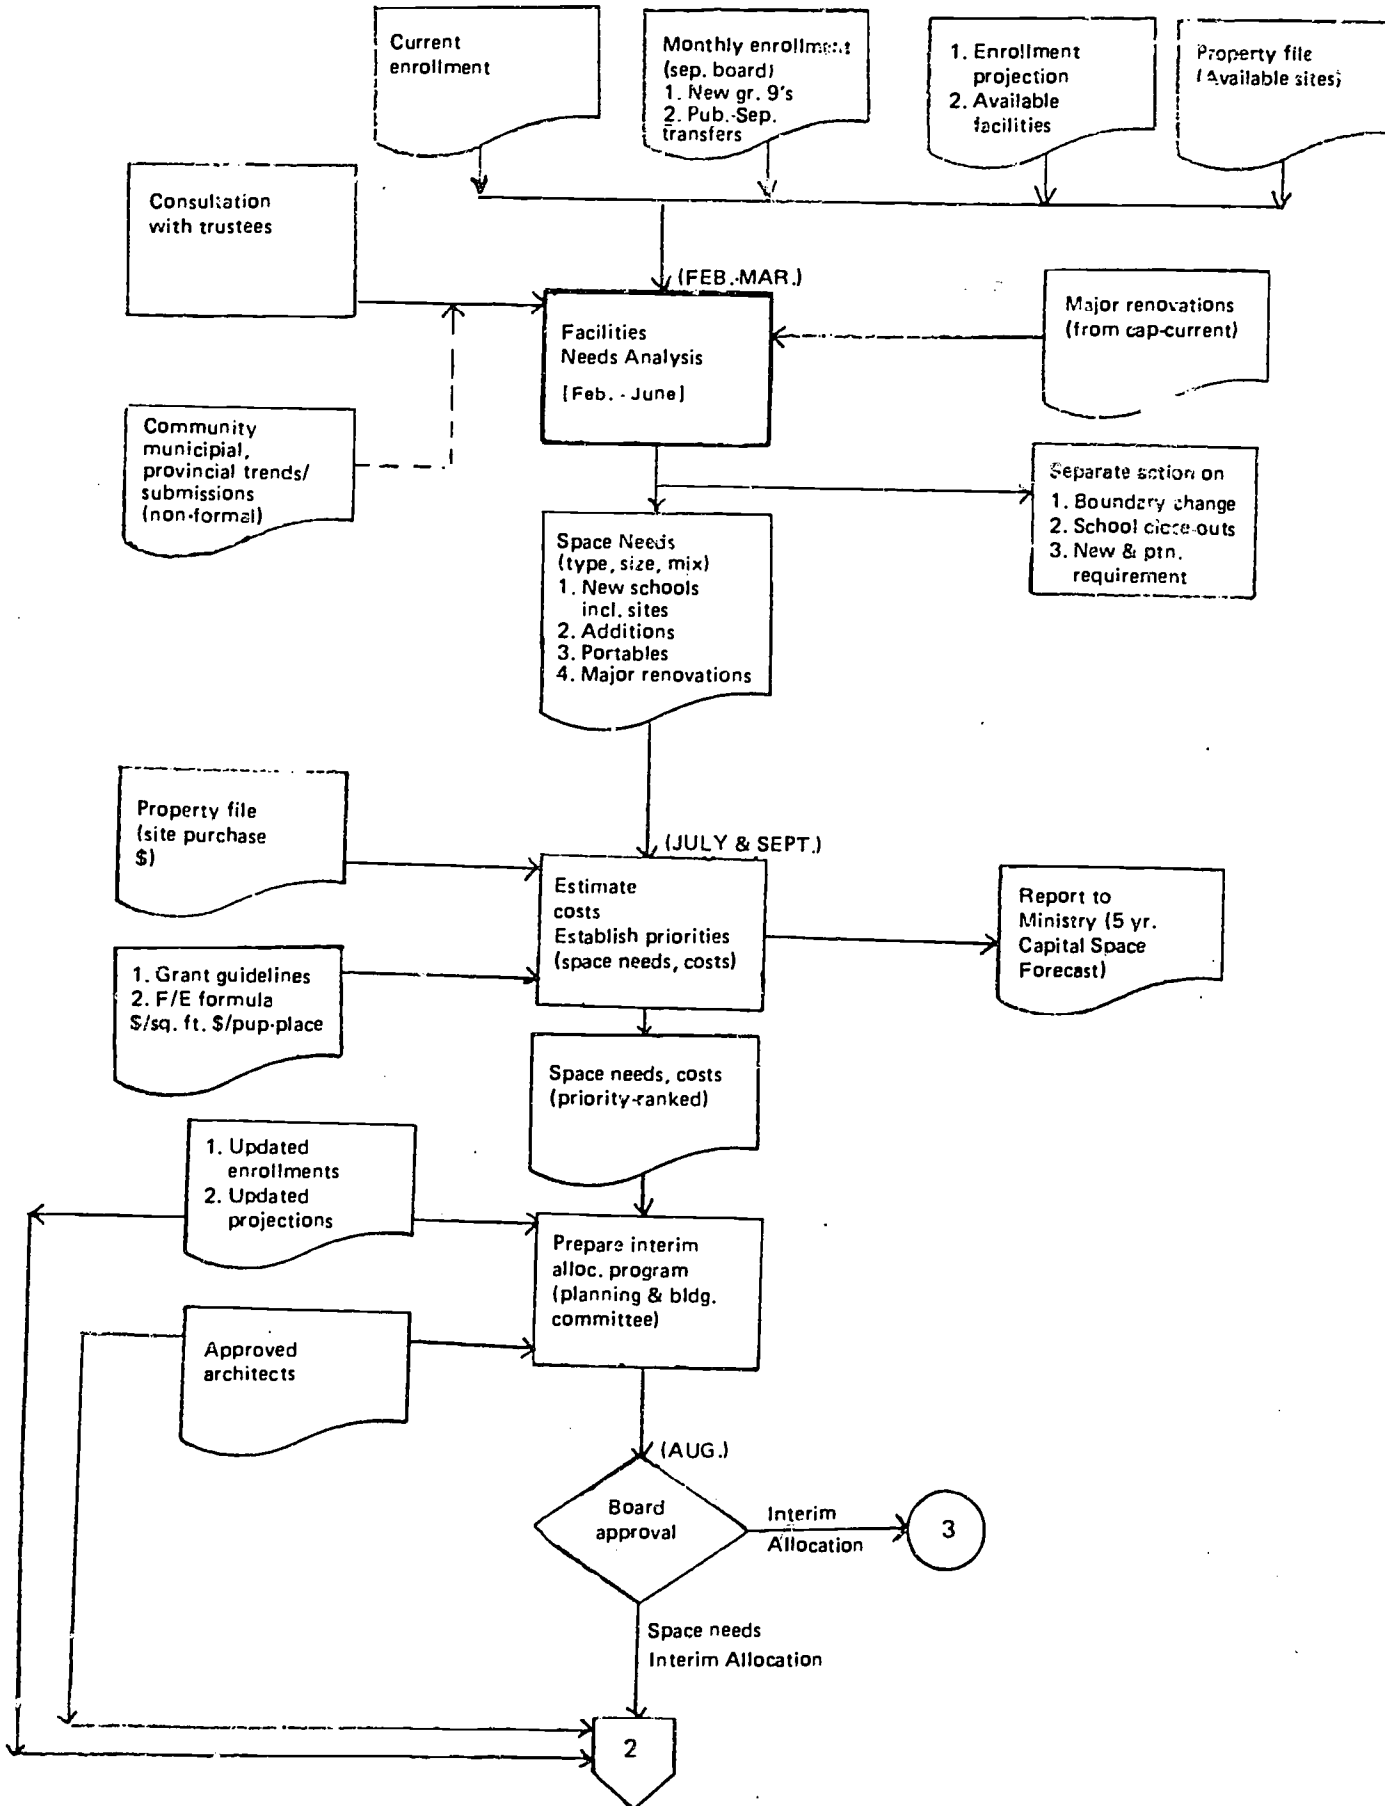 Current
enrollment
Monthly enrollment
(sep. board)
1. New gr. 9's
2. Pub.-Sep.
transfers
1. Enrollment
projection
2. Available
facilities
Property file
(Available sites)
Consultation
with trustees
(FEB.-MAR.)
Facilities
Needs Analysis
[Feb. - June]
Major renovations
(from cap-current)
Community
municipial,
provincial trends/
submissions
(non-formal)
Separate action on
1. Boundary change
2. School close-outs
3. New & ptn.
requirement
Space Needs
(type, size, mix)
1. New schools
incl. sites
2. Additions
3. Portables
4. Major renovations
Property file
(site purchase
$)
(JULY & SEPT.)
Estimate
costs
Establish priorities
(space needs, costs)
Report to
Ministry (5 yr.
Capital Space
Forecast)
1. Grant guidelines
2. F/E formula
$/sq. ft. $/pup-place
Space needs, costs
(priority-ranked)
1. Updated
enrollments
2. Updated
projections
Prepare interim
alloc. program
(planning & bldg.
committee)
Approved
architects
(AUG.)
Board
approval
Interim
Allocation
3
Space needs
Interim Allocation
2